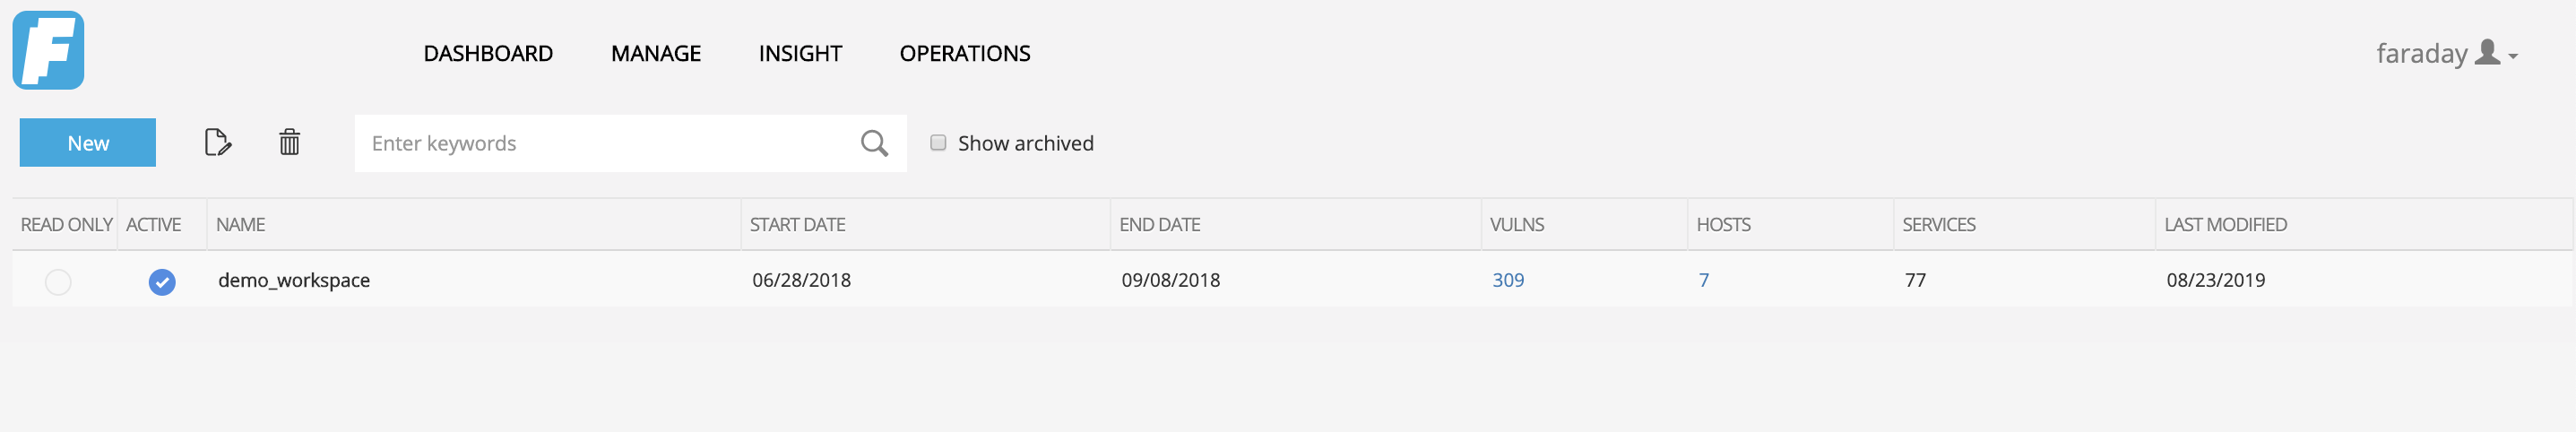 F
DASHBOARD MANAGE INSIGHT OPERATIONS faraday
New Enter keywords Show archived
READ ONLY ACTIVE NAME START DATE END DATE VULNS HOSTS SERVICES LAST MODIFIED
demo_workspace 06/28/2018 09/08/2018 309 7 77 08/23/2019